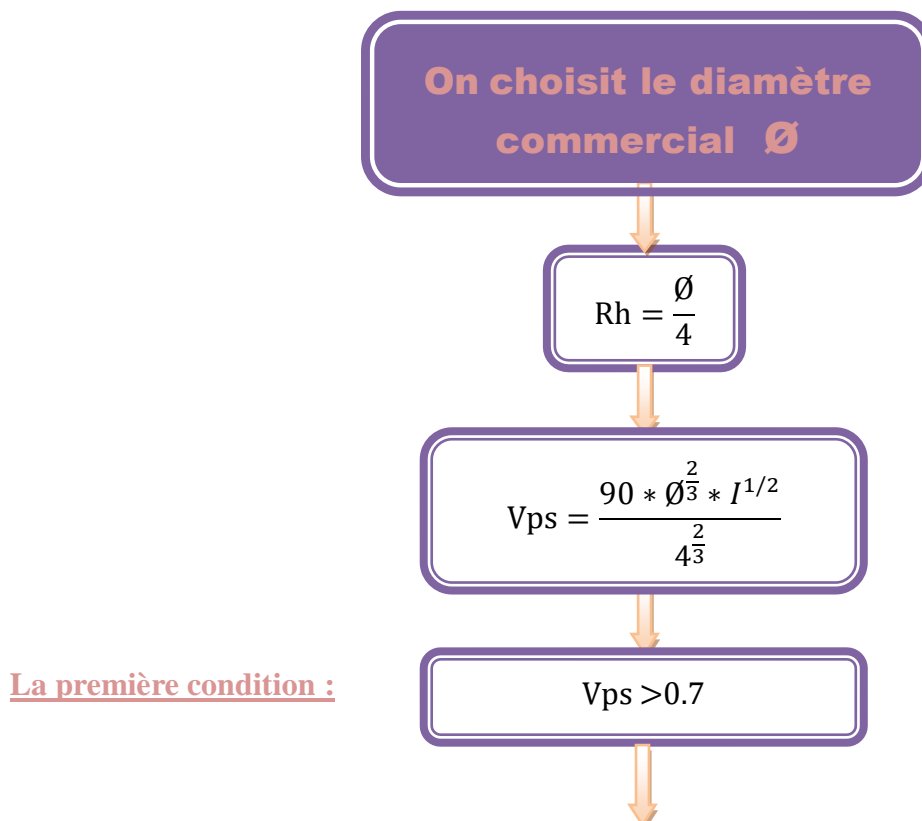 On choisit le diamètre
commercial Ø
Rh = Ø/4
Vps = 90 * Ø^(2/3) * I^(1/2) / 4^(2/3)
La première condition :
Vps >0.7